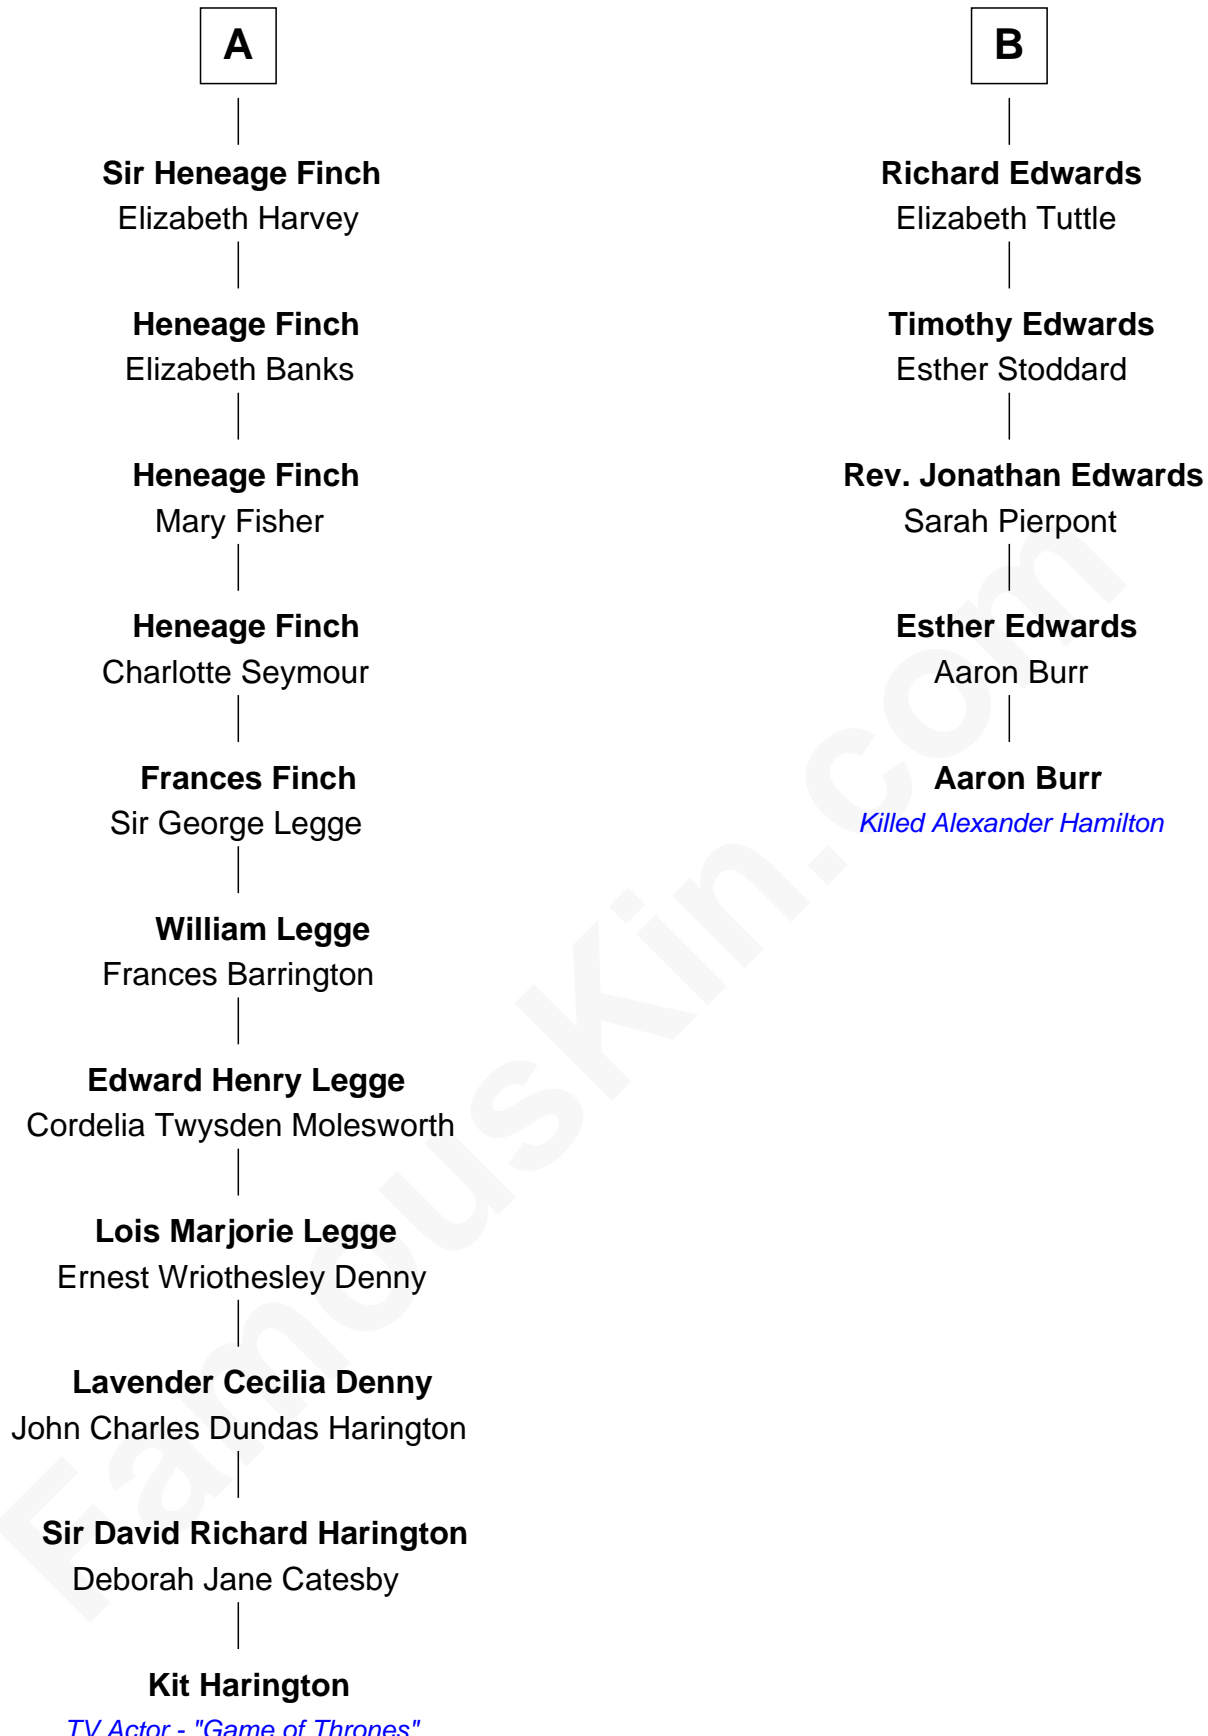 A
Sir Heneage Finch
Elizabeth Harvey
Heneage Finch
Elizabeth Banks
Heneage Finch
Mary Fisher
Heneage Finch
Charlotte Seymour
Frances Finch
Sir George Legge
William Legge
Frances Barrington
Edward Henry Legge
Cordelia Twysden Molesworth
Lois Marjorie Legge
Ernest Wriothesley Denny
Lavender Cecilia Denny
John Charles Dundas Harington
Sir David Richard Harington
Deborah Jane Catesby
Kit Harington
TV Actor - "Game of Thrones"
B
Richard Edwards
Elizabeth Tuttle
Timothy Edwards
Esther Stoddard
Rev. Jonathan Edwards
Sarah Pierpont
Esther Edwards
Aaron Burr
Aaron Burr
Killed Alexander Hamilton
FamousKin.com